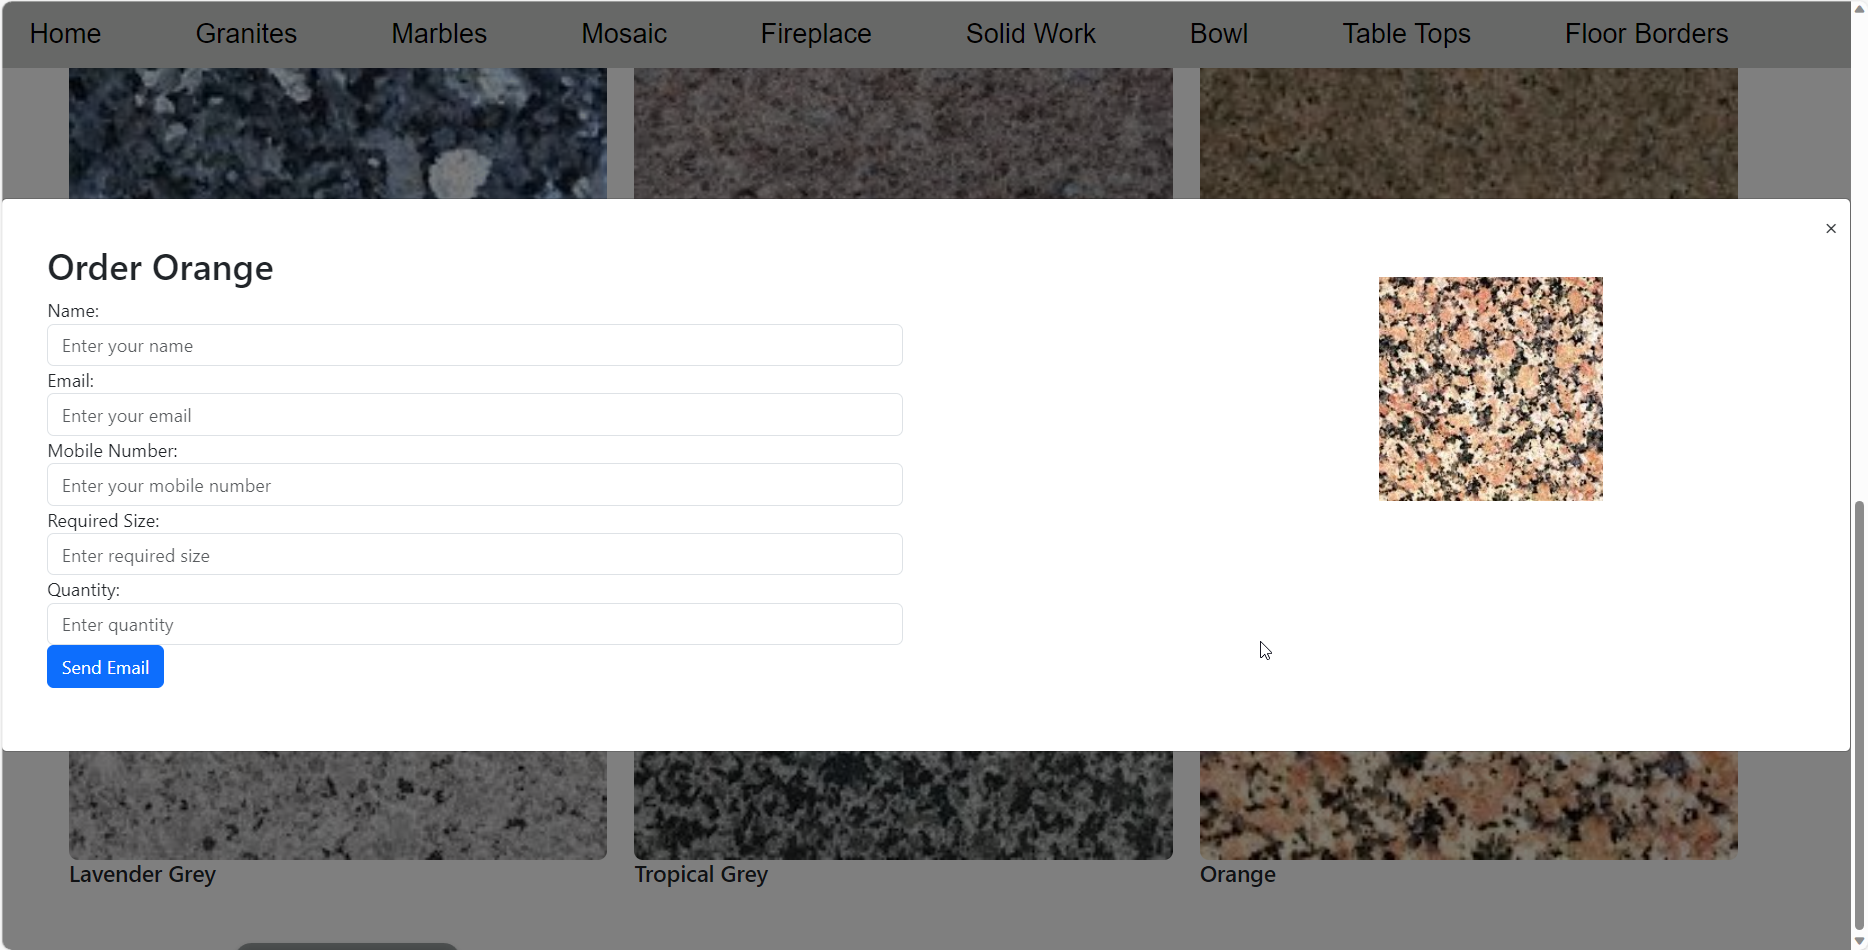 Home Granites Marbles Mosaic Fireplace Solid Work Bowl Table Tops Floor Borders
×
Order Orange
Name:
Enter your name
Email:
Enter your email
Mobile Number:
Enter your mobile number
Required Size:
Enter required size
Quantity:
Enter quantity
Send Email
Lavender Grey Tropical Grey Orange